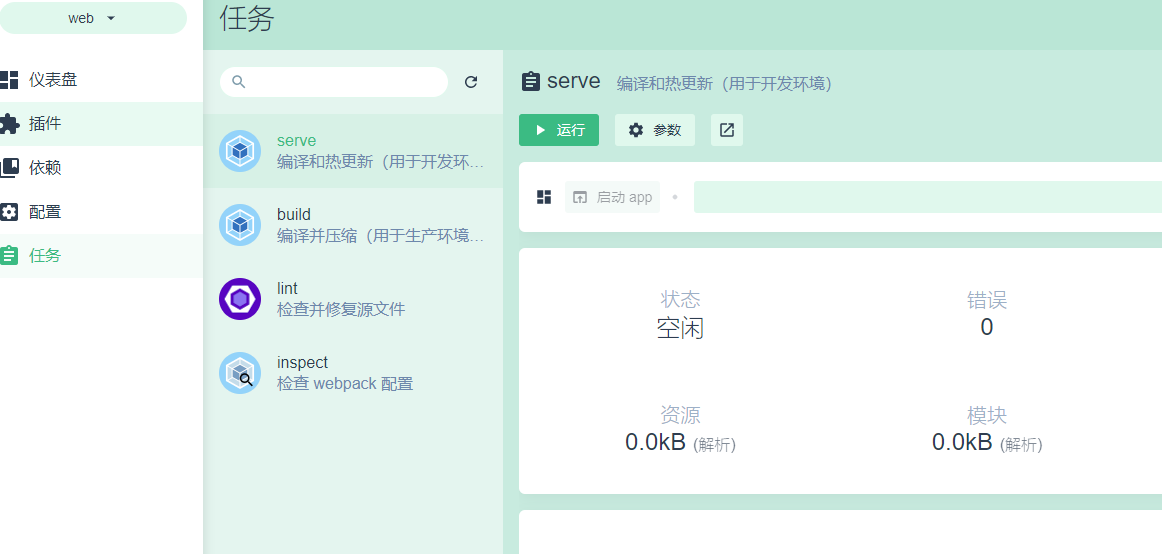 web
任务
仪表盘
插件
依赖
配置
任务
serve
编译和热更新（用于开发环...
build
编译并压缩（用于生产环境...
lint
检查并修复源文件
inspect
检查 webpack 配置
serve 编译和热更新（用于开发环境）
运行 参数
启动 app
状态 错误
空闲 0
资源 模块
0.0kB (解析) 0.0kB (解析)